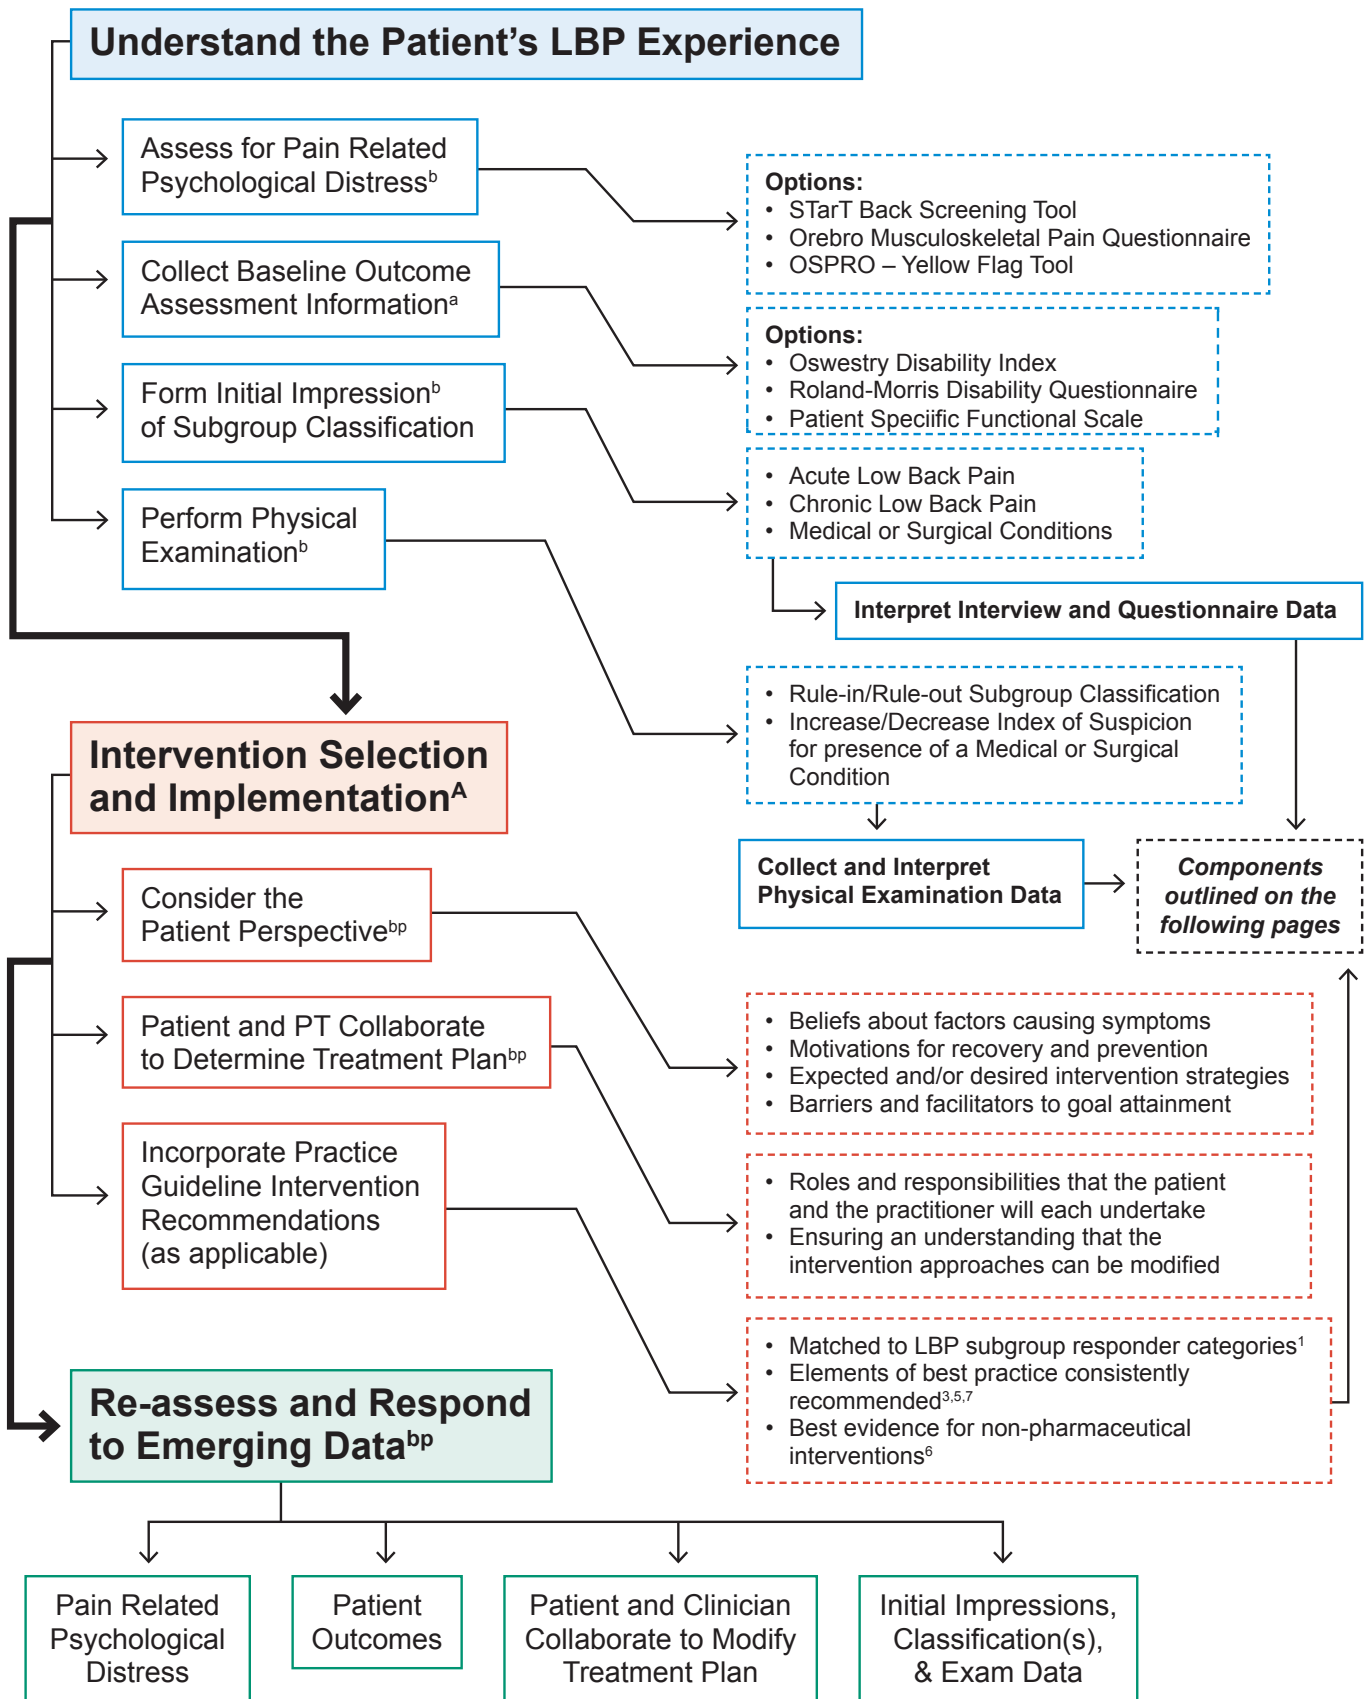 Understand the Patient’s LBP Experience
Assess for Pain Related
Psychological Distressᵇ
Options:
• STarT Back Screening Tool
• Orebro Musculoskeletal Pain Questionnaire
• OSPRO – Yellow Flag Tool
Collect Baseline Outcome
Assessment Informationᵃ
Options:
• Oswestry Disability Index
• Roland-Morris Disability Questionnaire
• Patient Speciific Functional Scale
Form Initial Impressionᵇ
of Subgroup Classification
• Acute Low Back Pain
• Chronic Low Back Pain
• Medical or Surgical Conditions
Perform Physical
Examinationᵇ
Interpret Interview and Questionnaire Data
• Rule-in/Rule-out Subgroup Classification
• Increase/Decrease Index of Suspicion
for presence of a Medical or Surgical
Condition
Collect and Interpret
Physical Examination Data
Components
outlined on the
following pages
Intervention Selection
and Implementationᴬ
Consider the
Patient Perspectiveᵇᵖ
• Beliefs about factors causing symptoms
• Motivations for recovery and prevention
• Expected and/or desired intervention strategies
• Barriers and facilitators to goal attainment
Patient and PT Collaborate
to Determine Treatment Planᵇᵖ
• Roles and responsibilities that the patient
and the practitioner will each undertake
• Ensuring an understanding that the
intervention approaches can be modified
Incorporate Practice
Guideline Intervention
Recommendations
(as applicable)
• Matched to LBP subgroup responder categories¹
• Elements of best practice consistently
recommended³,⁵,⁷
• Best evidence for non-pharmaceutical
interventions⁶
Re-assess and Respond
to Emerging Dataᵇᵖ
Pain Related
Psychological
Distress
Patient
Outcomes
Patient and Clinician
Collaborate to Modify
Treatment Plan
Initial Impressions,
Classification(s),
& Exam Data